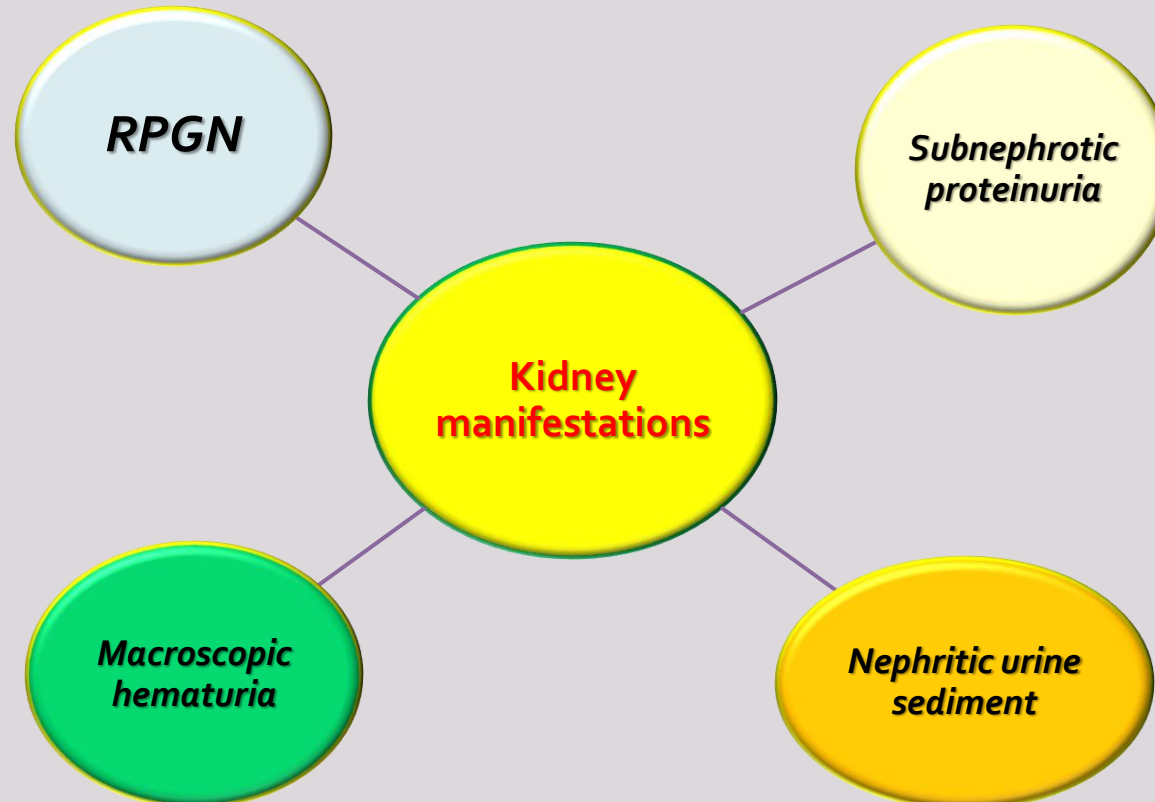 RPGN
Subnephrotic
proteinuria
Kidney
manifestations
Macroscopic
hematuria
Nephritic urine
sediment